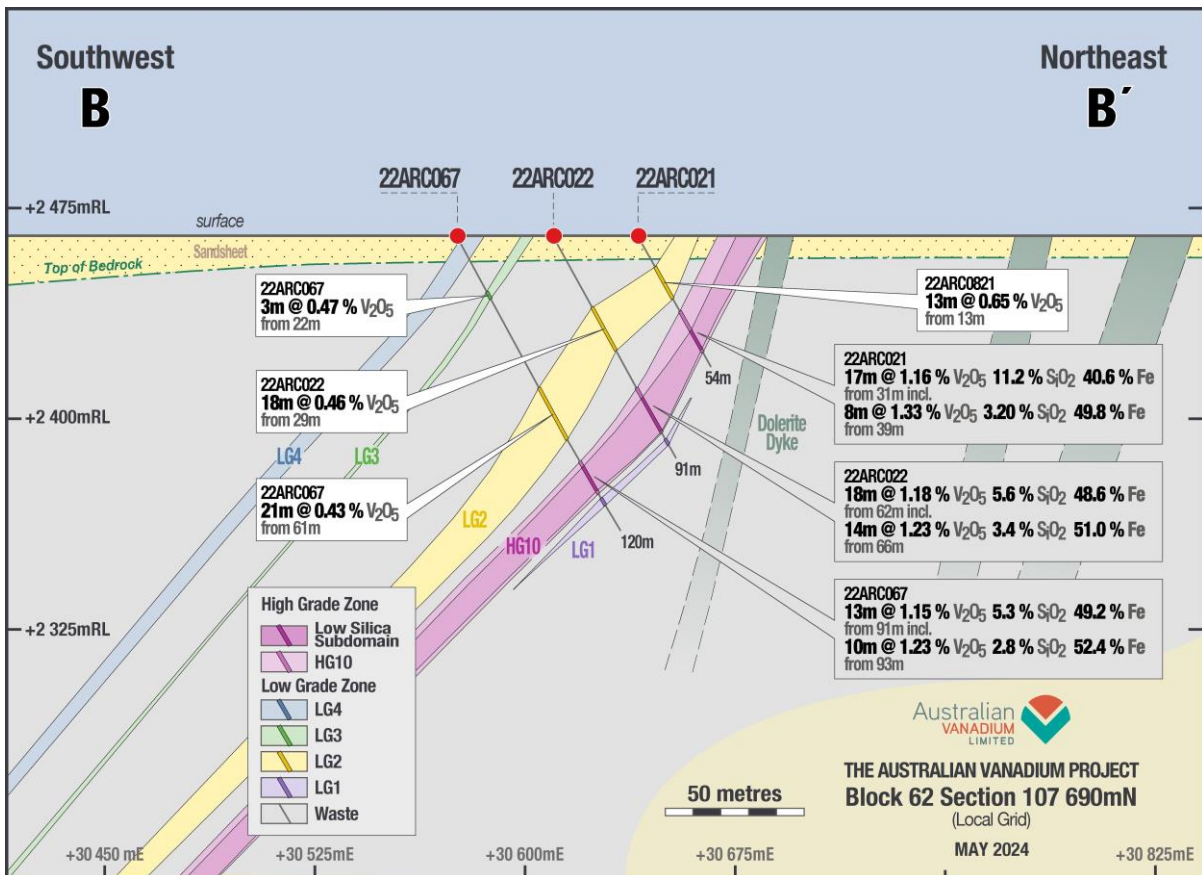 Southwest
B
Northeast
B´
22ARC067
22ARC022
22ARC021
+2 475mRL
surface
Sandsheet
Top of Bedrock
22ARC067
3m @ 0.47 % V₂O₅
from 22m
22ARC0821
13m @ 0.65 % V₂O₅
from 13m
22ARC021
17m @ 1.16 % V₂O₅ 11.2 % SiO₂ 40.6 % Fe
from 31m incl.
8m @ 1.33 % V₂O₅ 3.20 % SiO₂ 49.8 % Fe
from 39m
54m
22ARC022
18m @ 0.46 % V₂O₅
from 29m
+2 400mRL
Dolerite
Dyke
LG4
LG3
91m
22ARC022
18m @ 1.18 % V₂O₅ 5.6 % SiO₂ 48.6 % Fe
from 62m incl.
14m @ 1.23 % V₂O₅ 3.4 % SiO₂ 51.0 % Fe
from 66m
22ARC067
21m @ 0.43 % V₂O₅
from 61m
LG2
HG10
LG1
120m
22ARC067
13m @ 1.15 % V₂O₅ 5.3 % SiO₂ 49.2 % Fe
from 91m incl.
10m @ 1.23 % V₂O₅ 2.8 % SiO₂ 52.4 % Fe
from 93m
+2 325mRL
High Grade Zone
Low Silica
Subdomain
HG10
Low Grade Zone
LG4
LG3
LG2
LG1
Waste
Australian
VANADIUM
LIMITED
50 metres
THE AUSTRALIAN VANADIUM PROJECT
Block 62 Section 107 690mN
(Local Grid)
MAY 2024
+30 450 mE
+30 525mE
+30 600mE
+30 675mE
+30 825mE